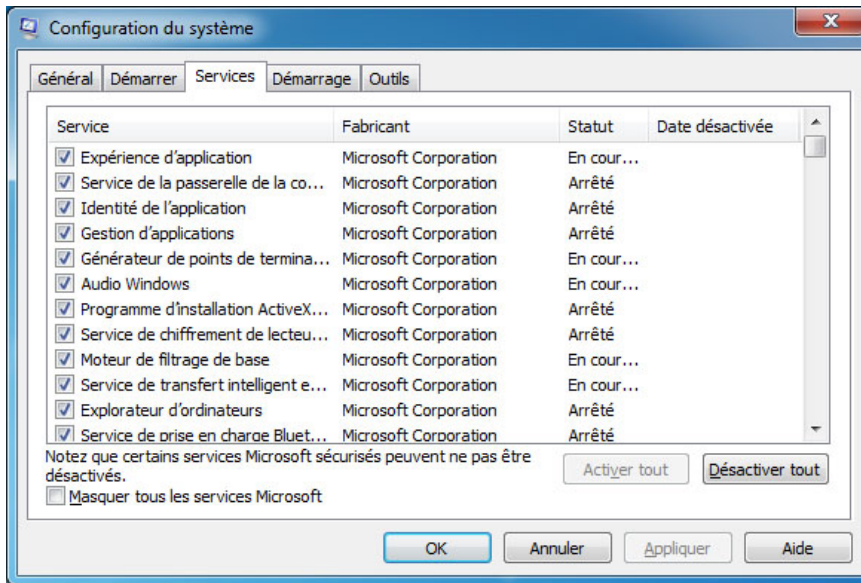 Configuration du système
Général Démarrer Services Démarrage Outils
Service Fabricant Statut Date désactivée
Expérience d'application Microsoft Corporation En cour...
Service de la passerelle de la co... Microsoft Corporation Arrêté
Identité de l'application Microsoft Corporation Arrêté
Gestion d'applications Microsoft Corporation Arrêté
Générateur de points de termina... Microsoft Corporation En cour...
Audio Windows Microsoft Corporation En cour...
Programme d'installation ActiveX... Microsoft Corporation Arrêté
Service de chiffrement de lecteu... Microsoft Corporation Arrêté
Moteur de filtrage de base Microsoft Corporation En cour...
Service de transfert intelligent e... Microsoft Corporation En cour...
Explorateur d'ordinateurs Microsoft Corporation Arrêté
Service de prise en charge Bluet... Microsoft Corporation Arrêté
Notez que certains services Microsoft sécurisés peuvent ne pas être
désactivés.
Activer tout Désactiver tout
Masquer tous les services Microsoft
OK Annuler Appliquer Aide